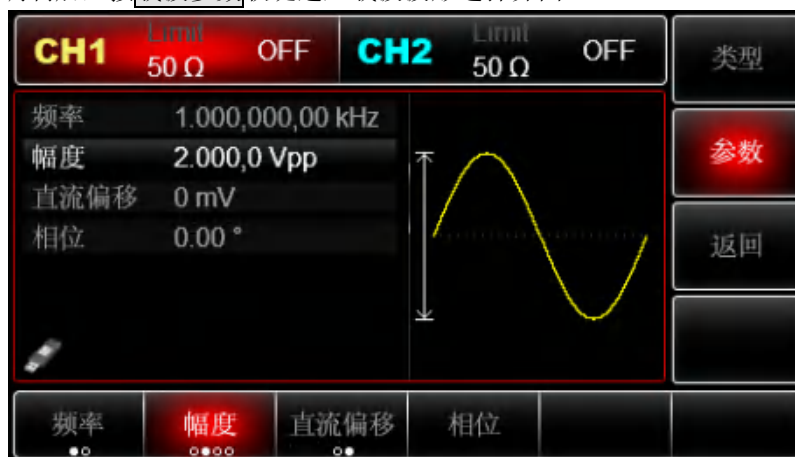 CH1 Limit 50 Ω OFF
CH2 Limit 50 Ω OFF
类型
频率 1.000,000,00 kHz
幅度 2.000,0 Vpp
直流偏移 0 mV
相位 0.00 °
参数
返回
频率 幅度 直流偏移 相位